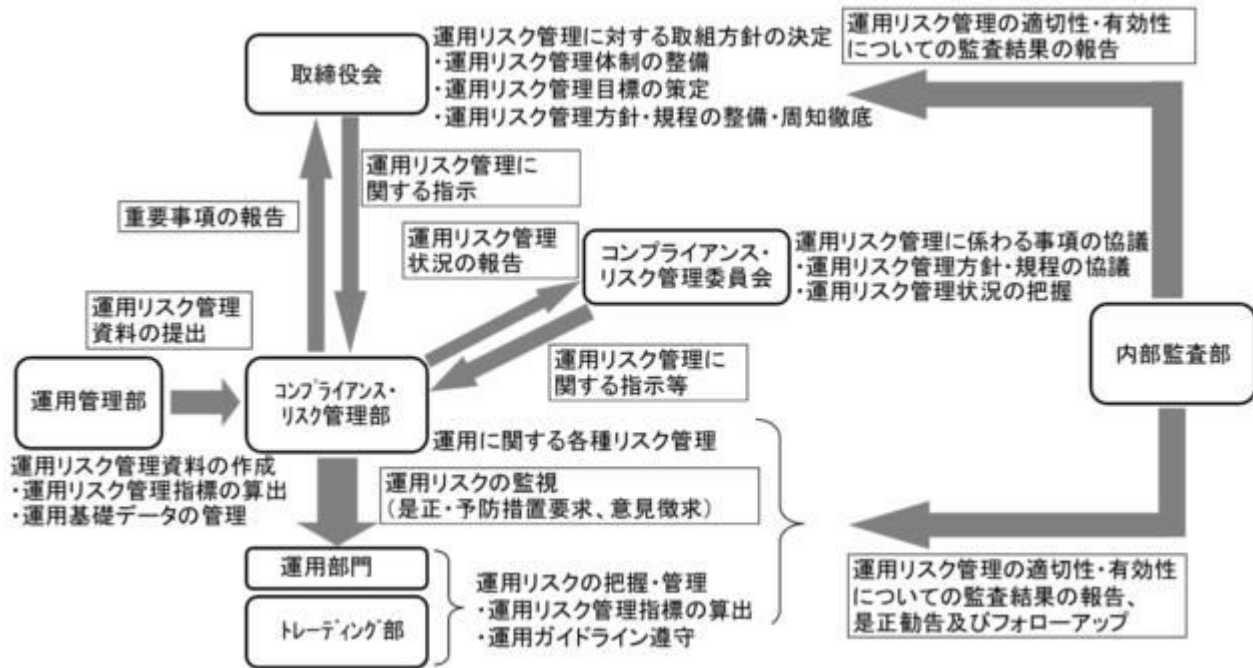 運用リスク管理に対する取組方針の決定
・運用リスク管理体制の整備
・運用リスク管理目標の策定
・運用リスク管理方針・規程の整備・周知徹底
取締役会
運用リスク管理の適切性・有効性
についての監査結果の報告
運用リスク管理に
関する指示
重要事項の報告
運用リスク管理
状況の報告
コンプライアンス・
リスク管理委員会
運用リスク管理に係わる事項の協議
・運用リスク管理方針・規程の協議
・運用リスク管理状況の把握
運用リスク管理
資料の提出
運用リスク管理に
関する指示等
内部監査部
運用管理部
コンプライアンス・
リスク管理部
運用に関する各種リスク管理
運用リスク管理資料の作成
・運用リスク管理指標の算出
・運用基礎データの管理
運用リスクの監視
（是正・予防措置要求、意見徴求）
運用部門
トレーディング部
運用リスクの把握・管理
・運用リスク管理指標の算出
・運用ガイドライン遵守
運用リスク管理の適切性・有効性
についての監査結果の報告、
是正勧告及びフォローアップ